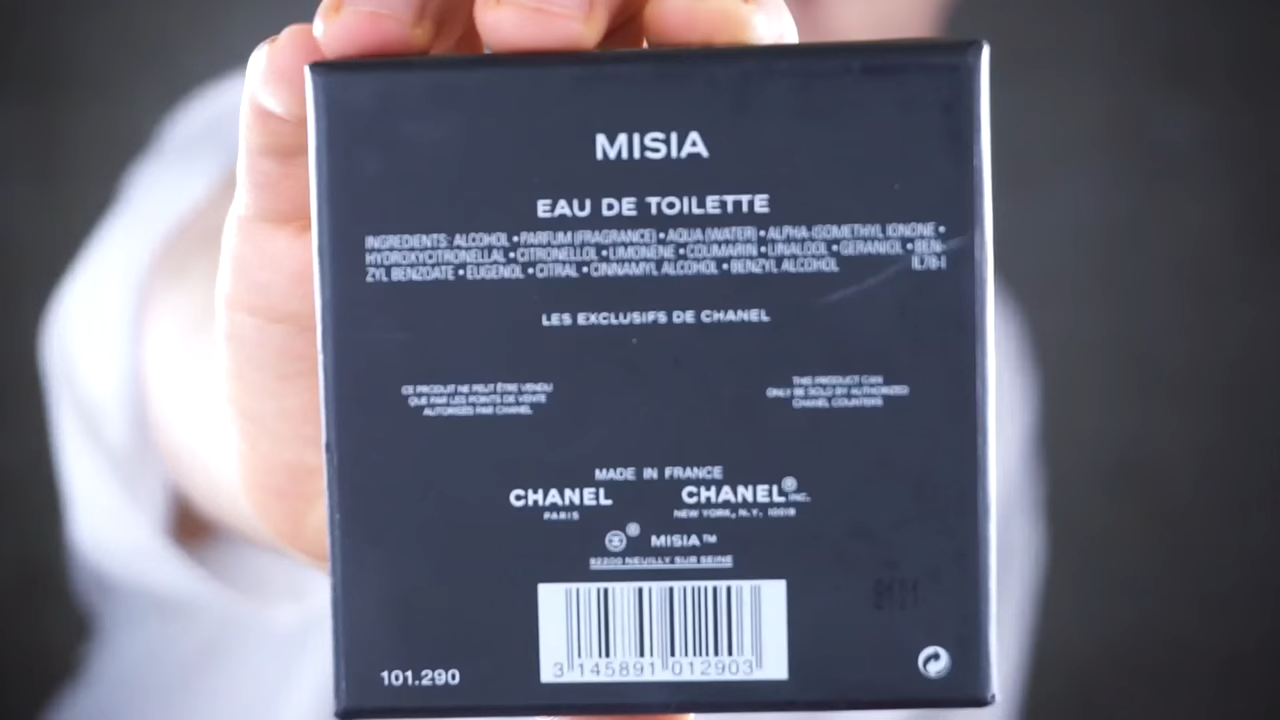 MISIA
EAU DE TOILETTE
INGREDIENTS: ALCOHOL • PARFUM (FRAGRANCE) • AQUA (WATER) • ALPHA-ISOMETHYL IONONE •
HYDROXYCITRONELLAL • CITRONELLOL • LIMONENE • COUMARIN • LINALOOL • GERANIOL • BEN-
ZYL BENZOATE • EUGENOL • CITRAL • CINNAMYL ALCOHOL • BENZYL ALCOHOL
IL78-I
LES EXCLUSIFS DE CHANEL
CE PRODUIT NE PEUT ÊTRE VENDU
QUE PAR LES POINTS DE VENTE
AUTORISÉS PAR CHANEL
THIS PRODUCT CAN
ONLY BE SOLD BY AUTHORIZED
CHANEL COUNTERS
MADE IN FRANCE
CHANEL CHANEL® INC.
PARIS NEW YORK, N.Y. 10019
® MISIA™
92200 NEUILLY SUR SEINE
3 145891 012903
101.290